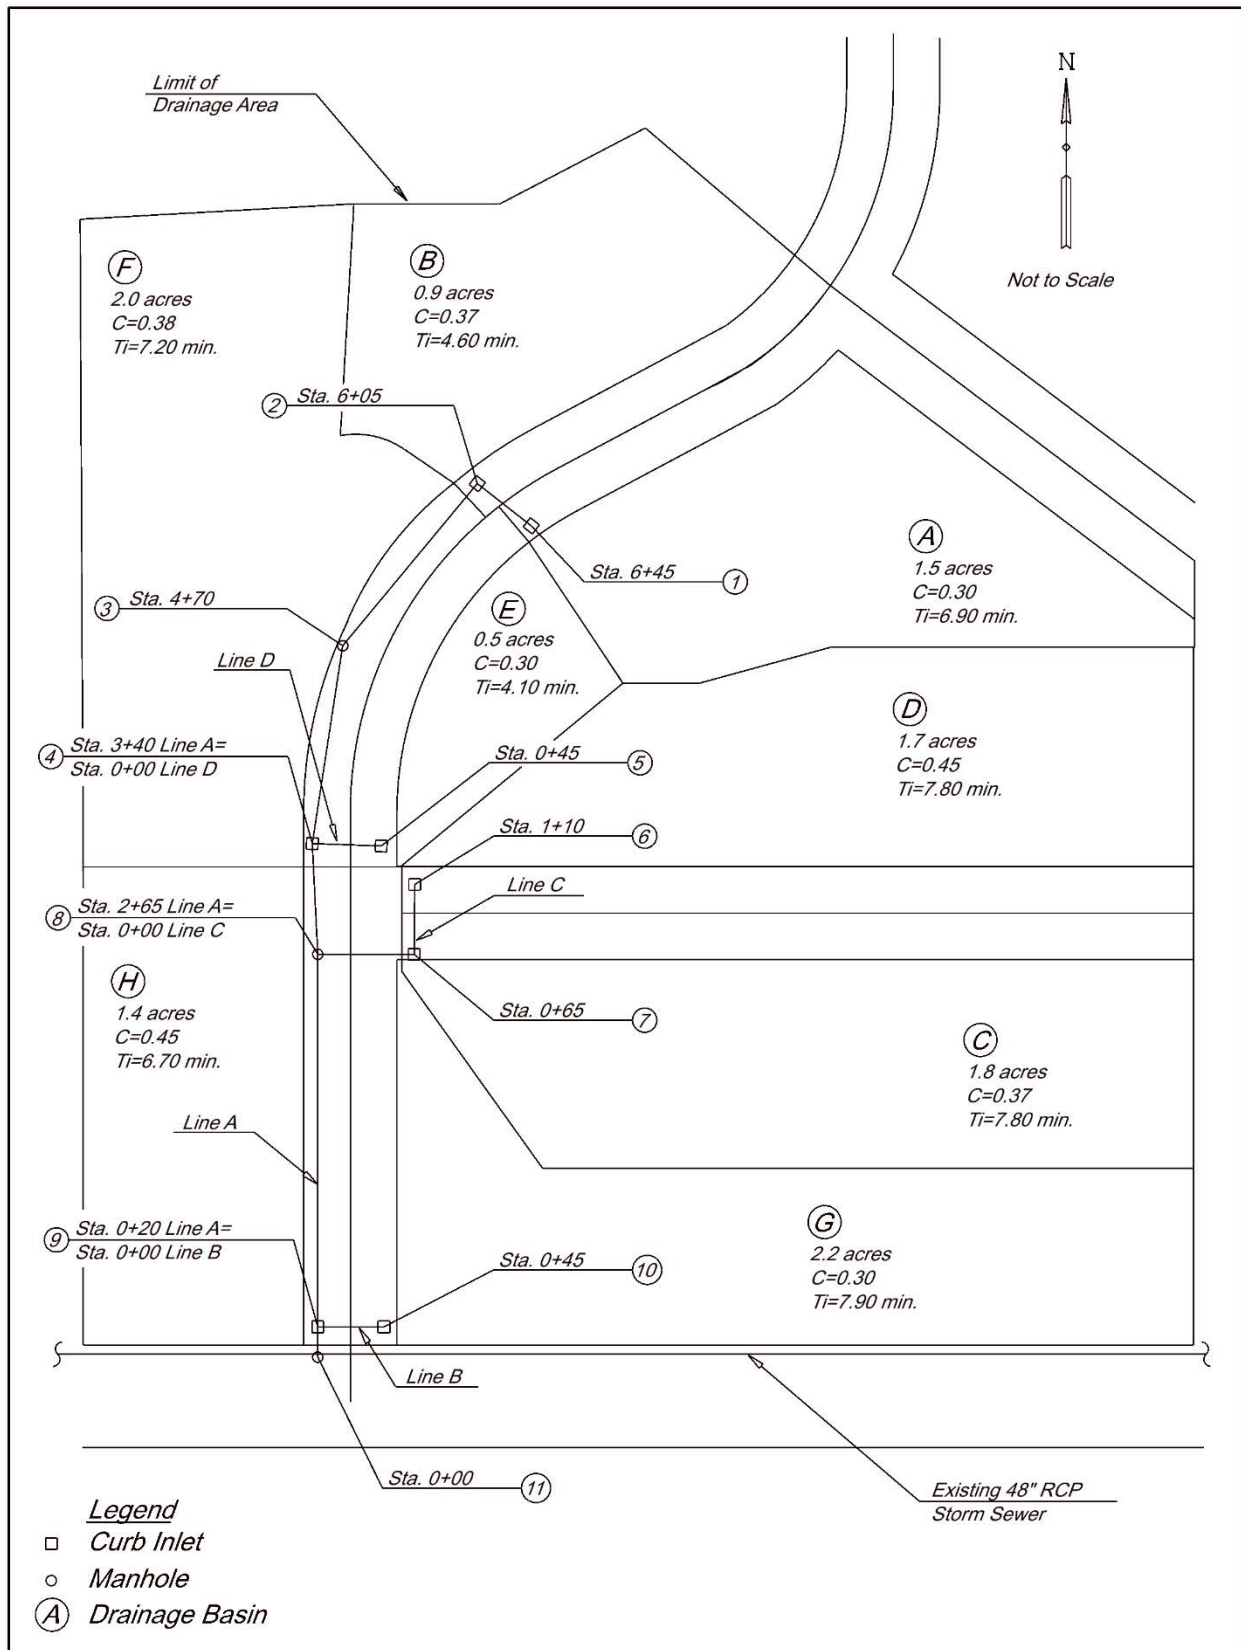 Limit of
Drainage Area
N
Not to Scale
F
2.0 acres
C=0.38
Ti=7.20 min.
B
0.9 acres
C=0.37
Ti=4.60 min.
2
Sta. 6+05
A
1.5 acres
C=0.30
Ti=6.90 min.
Sta. 6+45
1
3
Sta. 4+70
E
0.5 acres
C=0.30
Ti=4.10 min.
Line D
D
1.7 acres
C=0.45
Ti=7.80 min.
4
Sta. 3+40 Line A=
Sta. 0+00 Line D
Sta. 0+45
5
Sta. 1+10
6
Line C
8
Sta. 2+65 Line A=
Sta. 0+00 Line C
H
1.4 acres
C=0.45
Ti=6.70 min.
Sta. 0+65
7
C
1.8 acres
C=0.37
Ti=7.80 min.
Line A
9
Sta. 0+20 Line A=
Sta. 0+00 Line B
Sta. 0+45
10
G
2.2 acres
C=0.30
Ti=7.90 min.
Line B
Sta. 0+00
11
Existing 48" RCP
Storm Sewer
Legend
Curb Inlet
Manhole
A
Drainage Basin